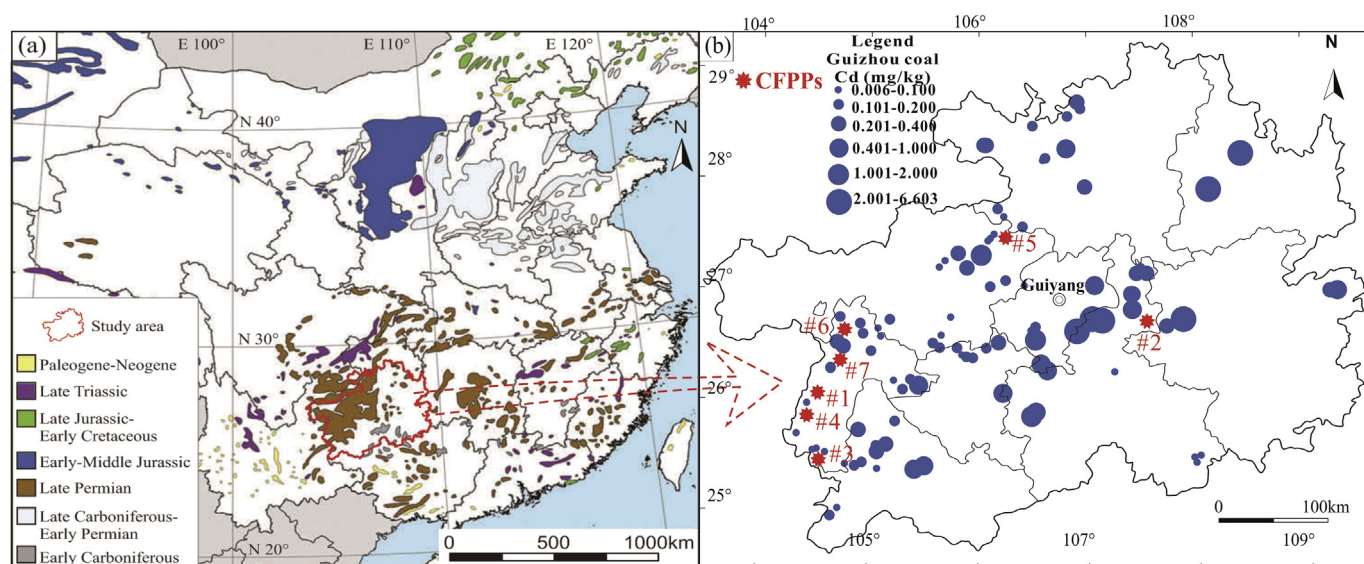 (a)
E 100°
E 110°
E 120°
N 40°
N
N 30°
N 20°
Study area
Paleogene-Neogene
Late Triassic
Late Jurassic-
Early Cretaceous
Early-Middle Jurassic
Late Permian
Late Carboniferous-
Early Permian
Early Carboniferous
0 500 1000km
(b)
104°
106°
108°
29°
28°
27°
26°
25°
105°
107°
109°
N
Legend
Guizhou coal
Cd (mg/kg)
CFPPs
0.006-0.100
0.101-0.200
0.201-0.400
0.401-1.000
1.001-2.000
2.001-6.603
#5
Guiyang
#6
#2
#7
#1
#4
#3
0 100km